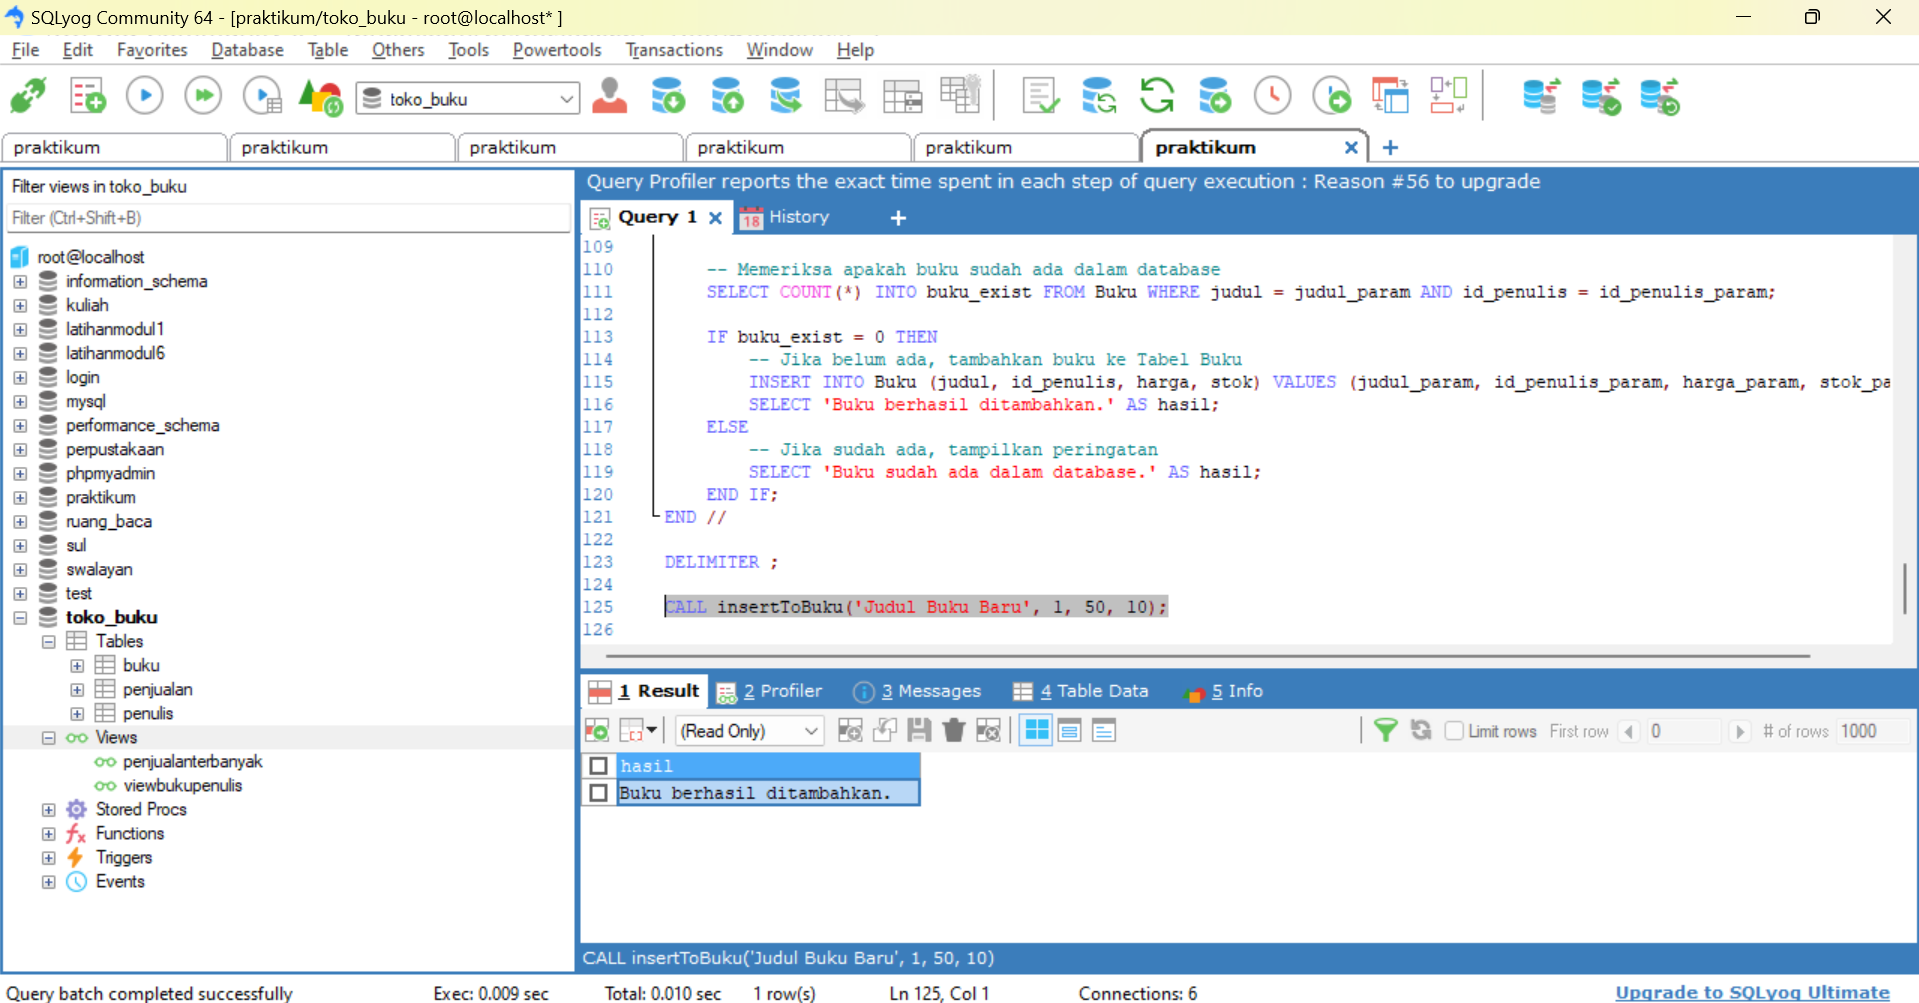 SQLyog Community 64 - [praktikum/toko_buku - root@localhost* ]
File Edit Favorites Database Table Others Tools Powertools Transactions Window Help
toko_buku
praktikum praktikum praktikum praktikum praktikum praktikum
Filter views in toko_buku
Filter (Ctrl+Shift+B)
root@localhost
information_schema
kuliah
latihanmodul1
latihanmodul6
login
mysql
performance_schema
perpustakaan
phpmyadmin
praktikum
ruang_baca
sul
swalayan
test
toko_buku
Tables
buku
penjualan
penulis
Views
penjualanterbanyak
viewbukupenulis
Stored Procs
Functions
Triggers
Events
Query Profiler reports the exact time spent in each step of query execution : Reason #56 to upgrade
Query 1 18 History
109
110 -- Memeriksa apakah buku sudah ada dalam database
111 SELECT COUNT(*) INTO buku_exist FROM Buku WHERE judul = judul_param AND id_penulis = id_penulis_param;
112
113 IF buku_exist = 0 THEN
114 -- Jika belum ada, tambahkan buku ke Tabel Buku
115 INSERT INTO Buku (judul, id_penulis, harga, stok) VALUES (judul_param, id_penulis_param, harga_param, stok_pa
116 SELECT 'Buku berhasil ditambahkan.' AS hasil;
117 ELSE
118 -- Jika sudah ada, tampilkan peringatan
119 SELECT 'Buku sudah ada dalam database.' AS hasil;
120 END IF;
121 END //
122
123 DELIMITER ;
124
125 CALL insertToBuku('Judul Buku Baru', 1, 50, 10);
126
1 Result 2 Profiler 3 Messages 4 Table Data 5 Info
(Read Only) Limit rows First row 0 # of rows 1000
hasil
Buku berhasil ditambahkan.
CALL insertToBuku('Judul Buku Baru', 1, 50, 10)
Query batch completed successfully Exec: 0.009 sec Total: 0.010 sec 1 row(s) Ln 125, Col 1 Connections: 6 Upgrade to SQLyog Ultimate